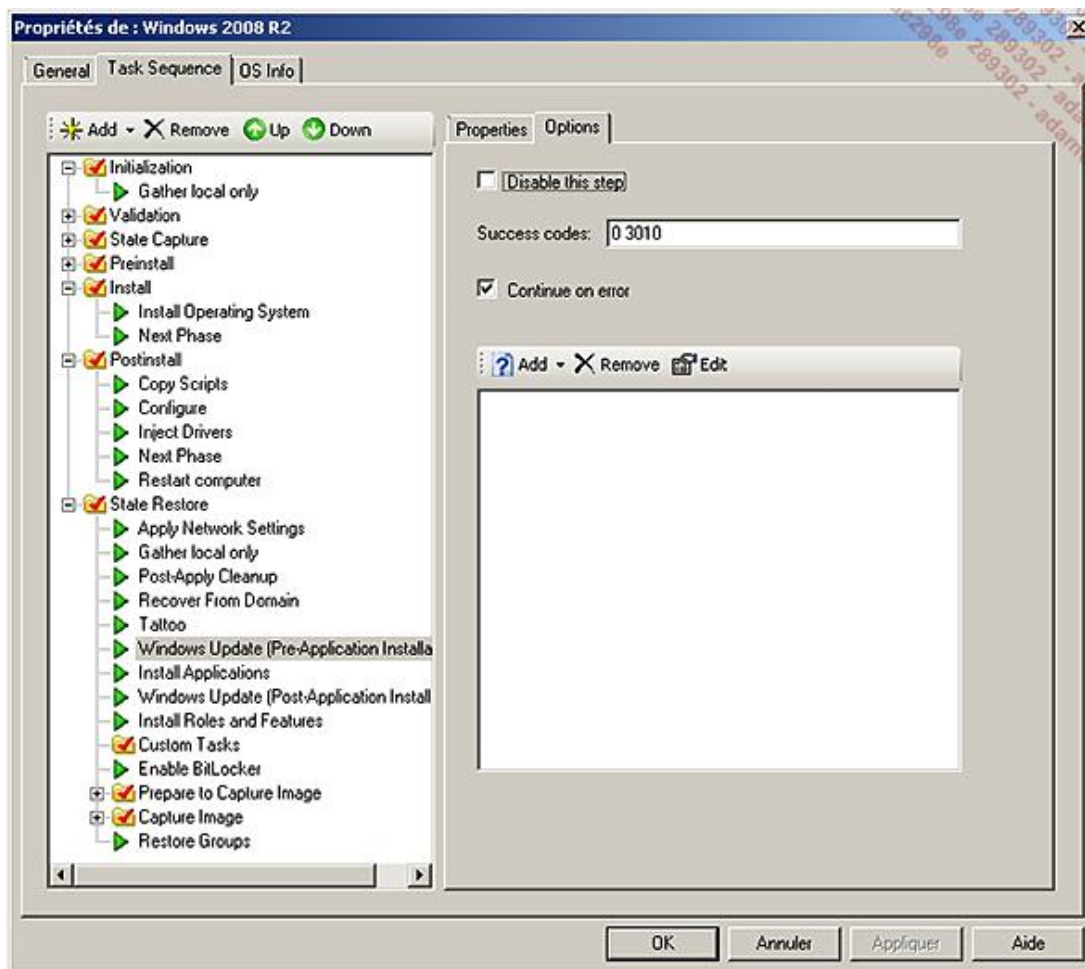 Propriétés de : Windows 2008 R2
General
Task Sequence
OS Info
Add
Remove
Up
Down
Initialization
Gather local only
Validation
State Capture
Preinstall
Install
Install Operating System
Next Phase
Postinstall
Copy Scripts
Configure
Inject Drivers
Next Phase
Restart computer
State Restore
Apply Network Settings
Gather local only
Post-Apply Cleanup
Recover From Domain
Tattoo
Windows Update (Pre-Application Installa
Install Applications
Windows Update (Post-Application Install
Install Roles and Features
Custom Tasks
Enable BitLocker
Prepare to Capture Image
Capture Image
Restore Groups
Properties
Options
Disable this step
Success codes: 0 3010
Continue on error
Add
Remove
Edit
OK
Annuler
Appliquer
Aide